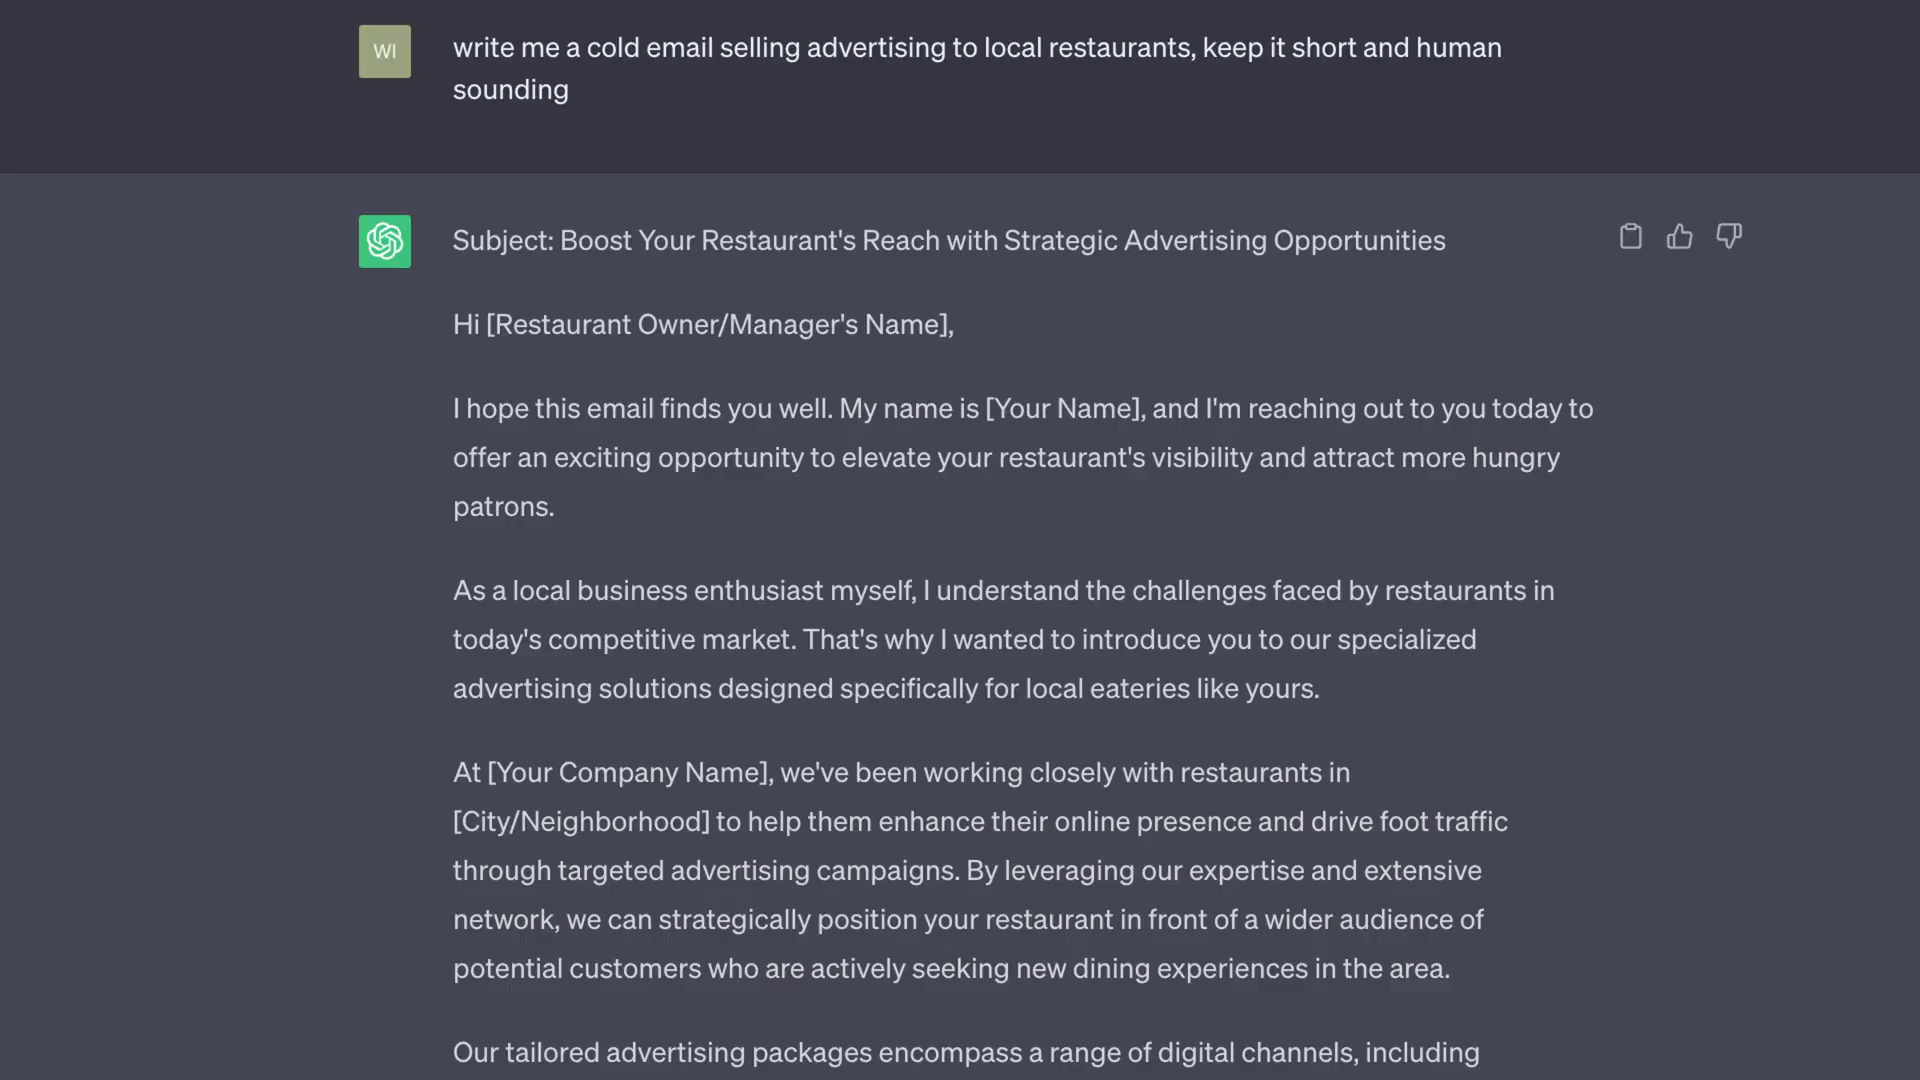 WI
write me a cold email selling advertising to local restaurants, keep it short and human
sounding
Subject: Boost Your Restaurant's Reach with Strategic Advertising Opportunities
Hi [Restaurant Owner/Manager's Name],
I hope this email finds you well. My name is [Your Name], and I'm reaching out to you today to
offer an exciting opportunity to elevate your restaurant's visibility and attract more hungry
patrons.
As a local business enthusiast myself, I understand the challenges faced by restaurants in
today's competitive market. That's why I wanted to introduce you to our specialized
advertising solutions designed specifically for local eateries like yours.
At [Your Company Name], we've been working closely with restaurants in
[City/Neighborhood] to help them enhance their online presence and drive foot traffic
through targeted advertising campaigns. By leveraging our expertise and extensive
network, we can strategically position your restaurant in front of a wider audience of
potential customers who are actively seeking new dining experiences in the area.
Our tailored advertising packages encompass a range of digital channels, including